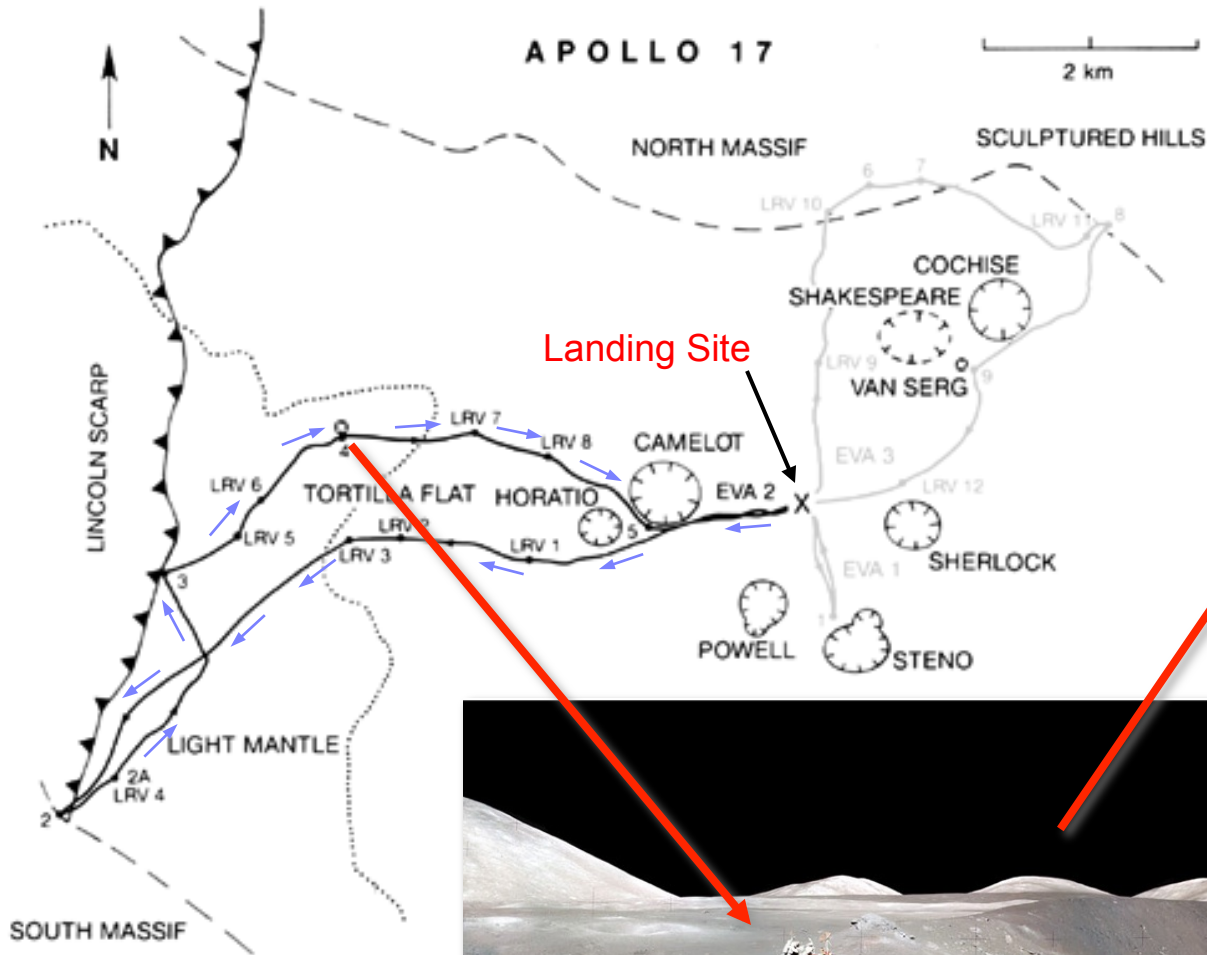 APOLLO 17
2 km
N
NORTH MASSIF
SCULPTURED HILLS
6
7
LRV 10
LRV 11
8
COCHISE
SHAKESPEARE
Landing Site
LRV 9
VAN SERG
9
LINCOLN SCARP
4
LRV 7
LRV 8
CAMELOT
EVA 3
LRV 6
TORTILLA FLAT
HORATIO
EVA 2
X
LRV 12
LRV 5
LRV 2
5
3
LRV 3
LRV 1
SHERLOCK
EVA 1
1
POWELL
STENO
LIGHT MANTLE
2A
LRV 4
2
SOUTH MASSIF